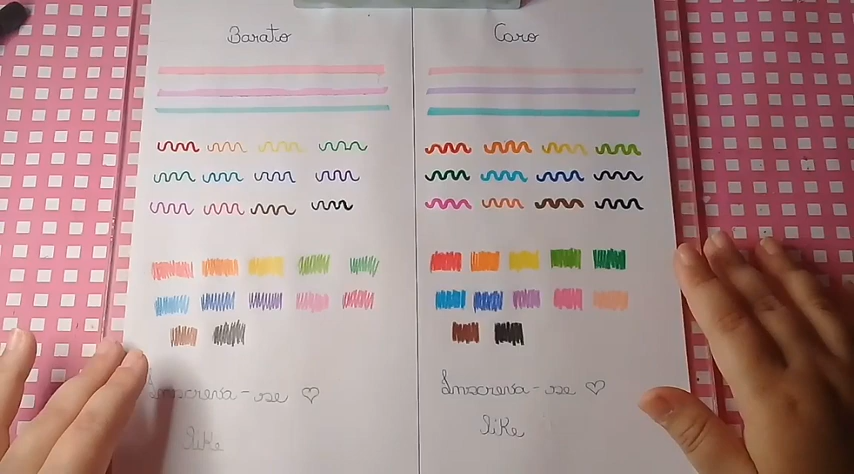 Barato
Caro
Inscreva-se ♡
like
Inscreva-se ♡
like